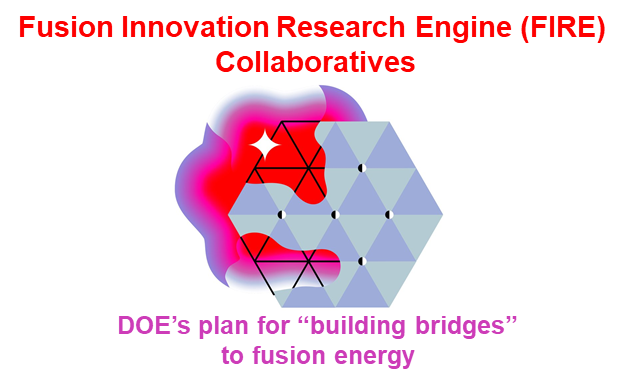 Fusion Innovation Research Engine (FIRE)
Collaboratives
DOE’s plan for “building bridges”
to fusion energy